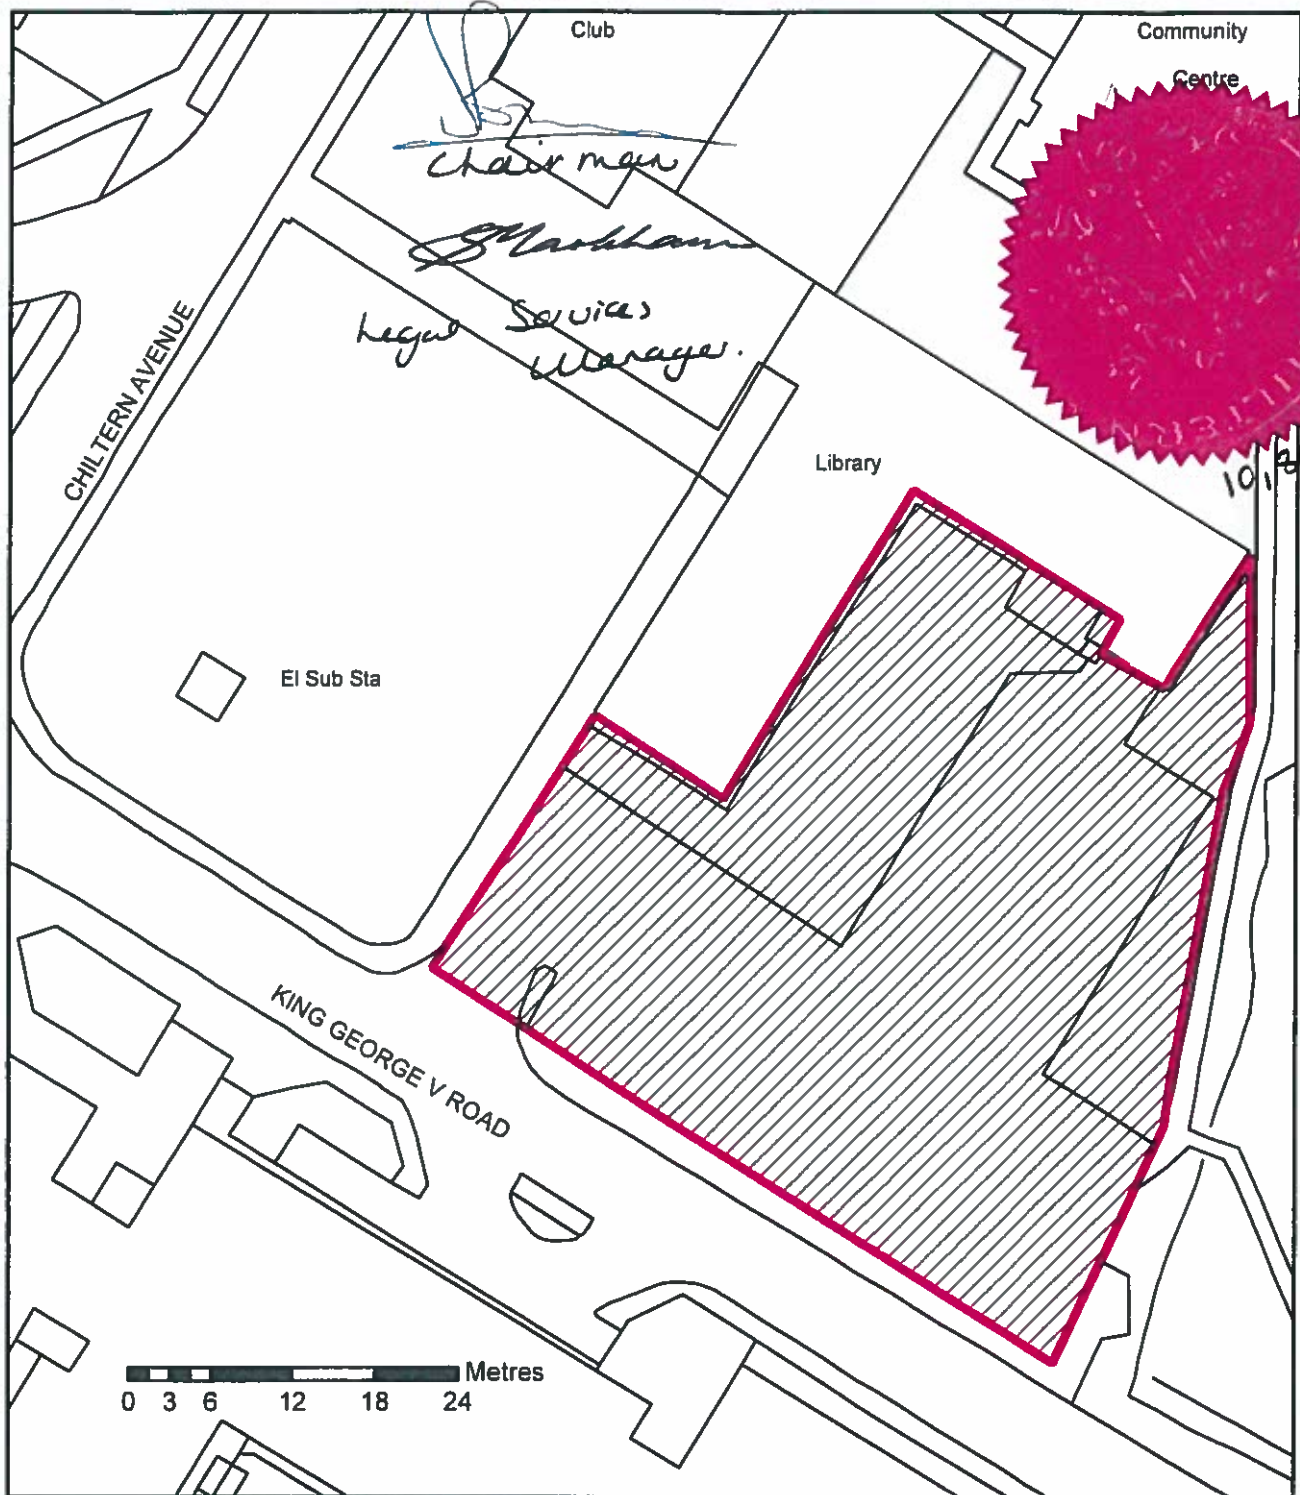 Club
Community
Centre
Chairman
Legal Services
Manager.
CHILTERN AVENUE
Library
El Sub Sta
KING GEORGE V ROAD
Metres
0 3 6 12 18 24